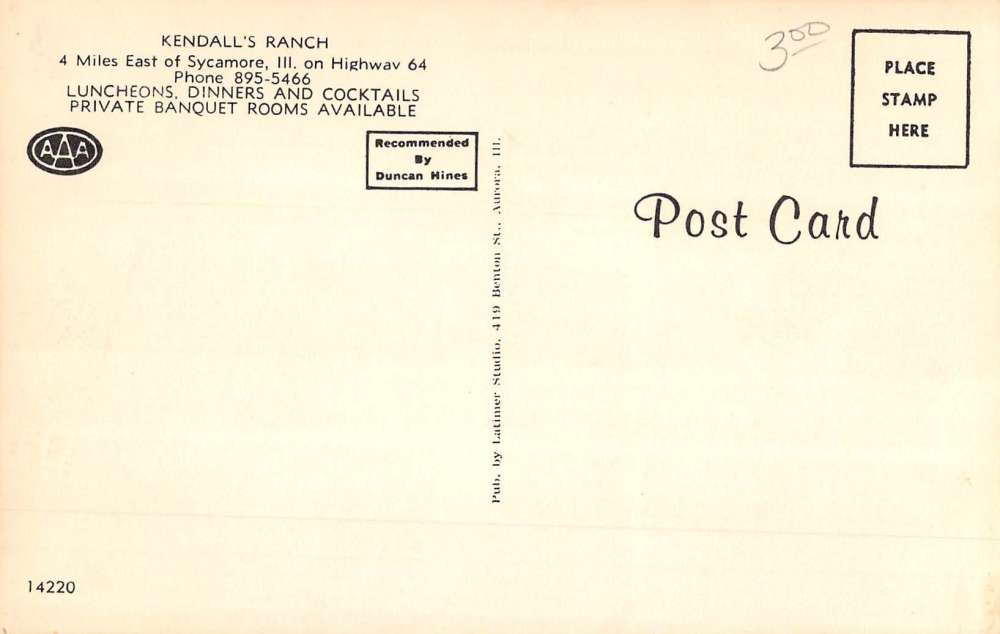 KENDALL'S RANCH
4 Miles East of Sycamore, Ill. on Highway 64
Phone 895-5466
LUNCHEONS, DINNERS AND COCKTAILS
PRIVATE BANQUET ROOMS AVAILABLE
AAA
Recommended
By
Duncan Hines
Pub. by Latimer Studio, 419 Benton St., Aurora, Ill.
3.00
PLACE
STAMP
HERE
Post Card
14220